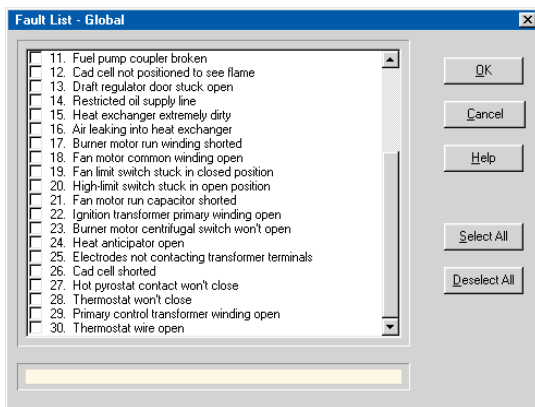 Fault List - Global
11. Fuel pump coupler broken
12. Cad cell not positioned to see flame
13. Draft regulator door stuck open
14. Restricted oil supply line
15. Heat exchanger extremely dirty
16. Air leaking into heat exchanger
17. Burner motor run winding shorted
18. Fan motor common winding open
19. Fan limit switch stuck in closed position
20. High-limit switch stuck in open position
21. Fan motor run capacitor shorted
22. Ignition transformer primary winding open
23. Burner motor centrifugal switch won't open
24. Heat anticipator open
25. Electrodes not contacting transformer terminals
26. Cad cell shorted
27. Hot pyrostat contact won't close
28. Thermostat won't close
29. Primary control transformer winding open
30. Thermostat wire open
OK
Cancel
Help
Select All
Deselect All